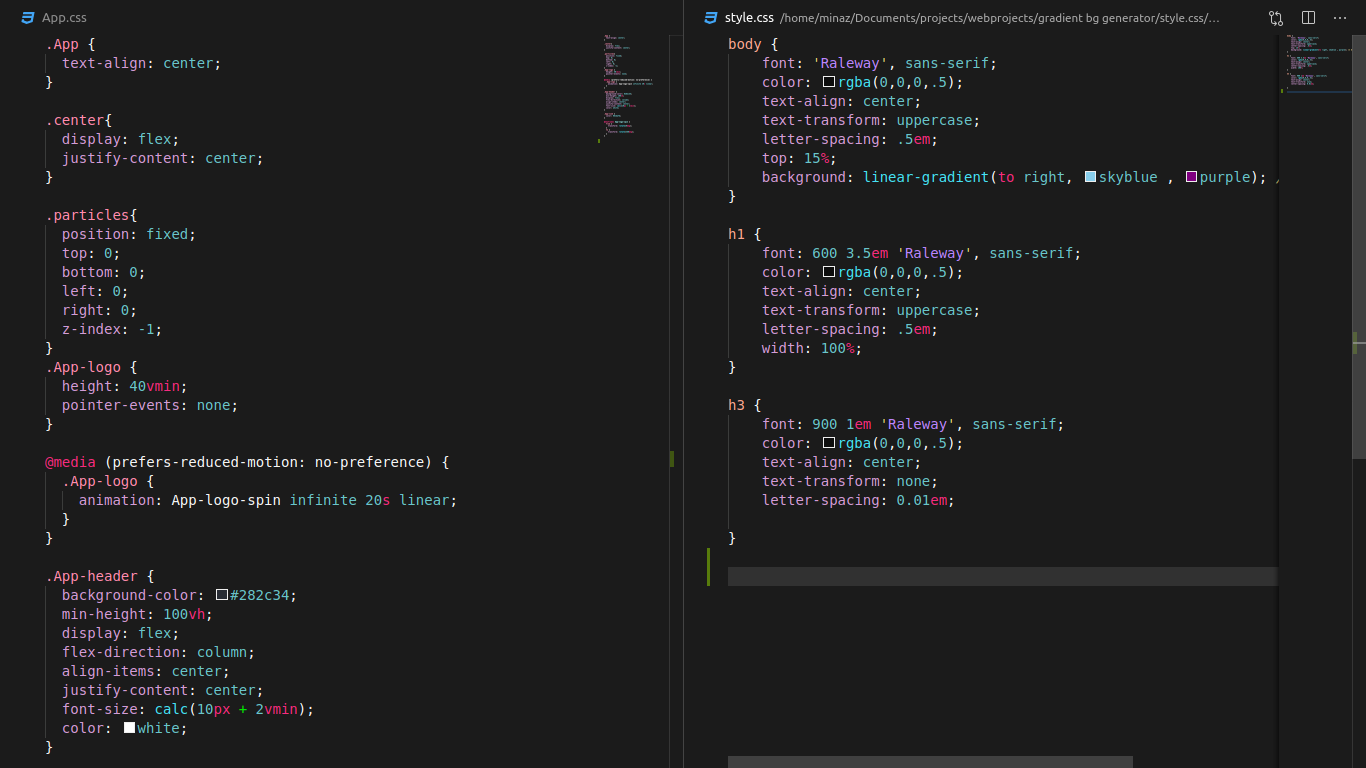 App.css
.App {
  text-align: center;
}

.center{
  display: flex;
  justify-content: center;
}

.particles{
  position: fixed;
  top: 0;
  bottom: 0;
  left: 0;
  right: 0;
  z-index: -1;
}
.App-logo {
  height: 40vmin;
  pointer-events: none;
}

@media (prefers-reduced-motion: no-preference) {
  .App-logo {
    animation: App-logo-spin infinite 20s linear;
  }
}

.App-header {
  background-color: #282c34;
  min-height: 100vh;
  display: flex;
  flex-direction: column;
  align-items: center;
  justify-content: center;
  font-size: calc(10px + 2vmin);
  color: white;
}
style.css /home/minaz/Documents/projects/webprojects/gradient bg generator/style.css/...
body {
    font: 'Raleway', sans-serif;
    color: rgba(0,0,0,.5);
    text-align: center;
    text-transform: uppercase;
    letter-spacing: .5em;
    top: 15%;
    background: linear-gradient(to right, skyblue , purple);
}

h1 {
    font: 600 3.5em 'Raleway', sans-serif;
    color: rgba(0,0,0,.5);
    text-align: center;
    text-transform: uppercase;
    letter-spacing: .5em;
    width: 100%;
}

h3 {
    font: 900 1em 'Raleway', sans-serif;
    color: rgba(0,0,0,.5);
    text-align: center;
    text-transform: none;
    letter-spacing: 0.01em;

}